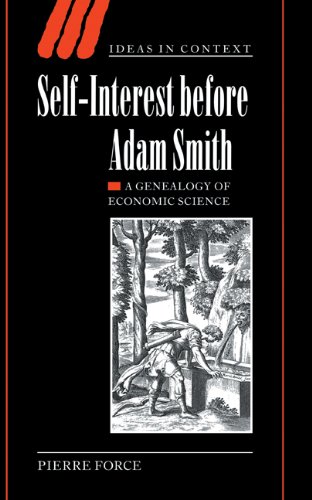 IDEAS IN CONTEXT
Self-Interest before
Adam Smith
A GENEALOGY OF
ECONOMIC SCIENCE
PIERRE FORCE